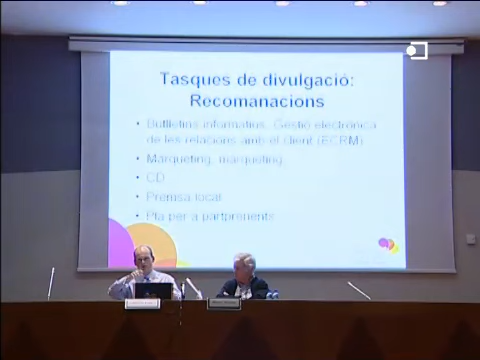 Tasques de divulgació:
Recomanacions
• Butlletins informatius. Gestió electrònica
de les relacions amb el client (ECRM)
• Màrqueting, màrqueting
• CD
• Premsa local
• Pla per a partprenents